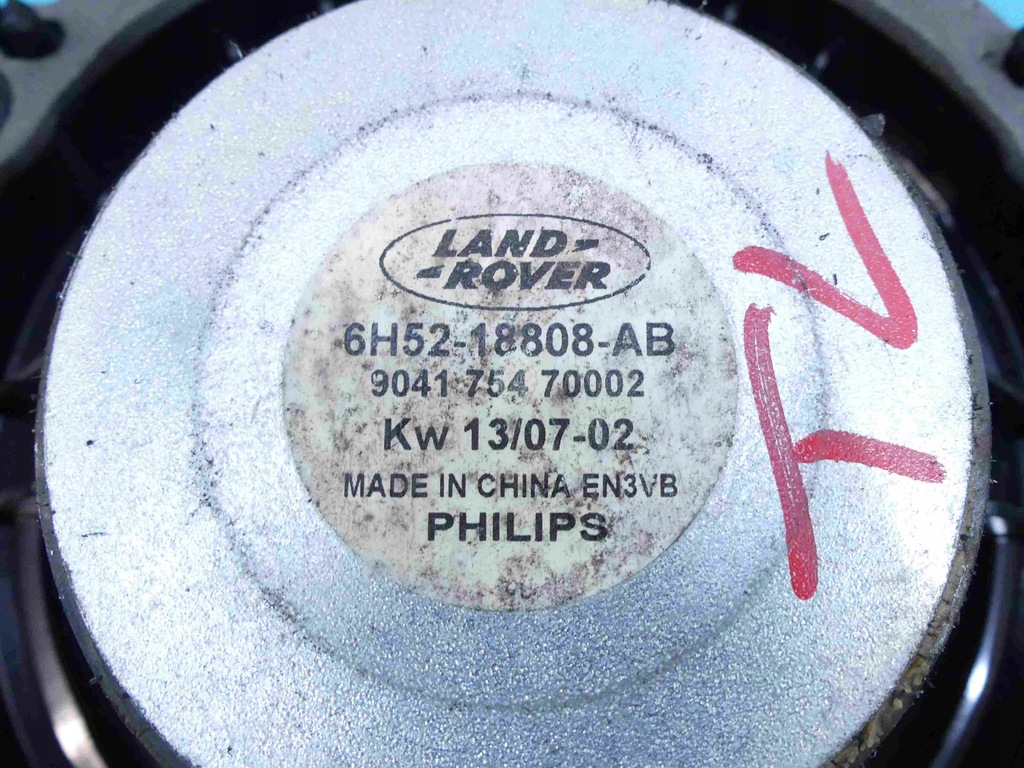 LAND-
-ROVER
6H52-18808-AB
9041 754 70002
Kw 13/07-02
MADE IN CHINA EN3VB
PHILIPS